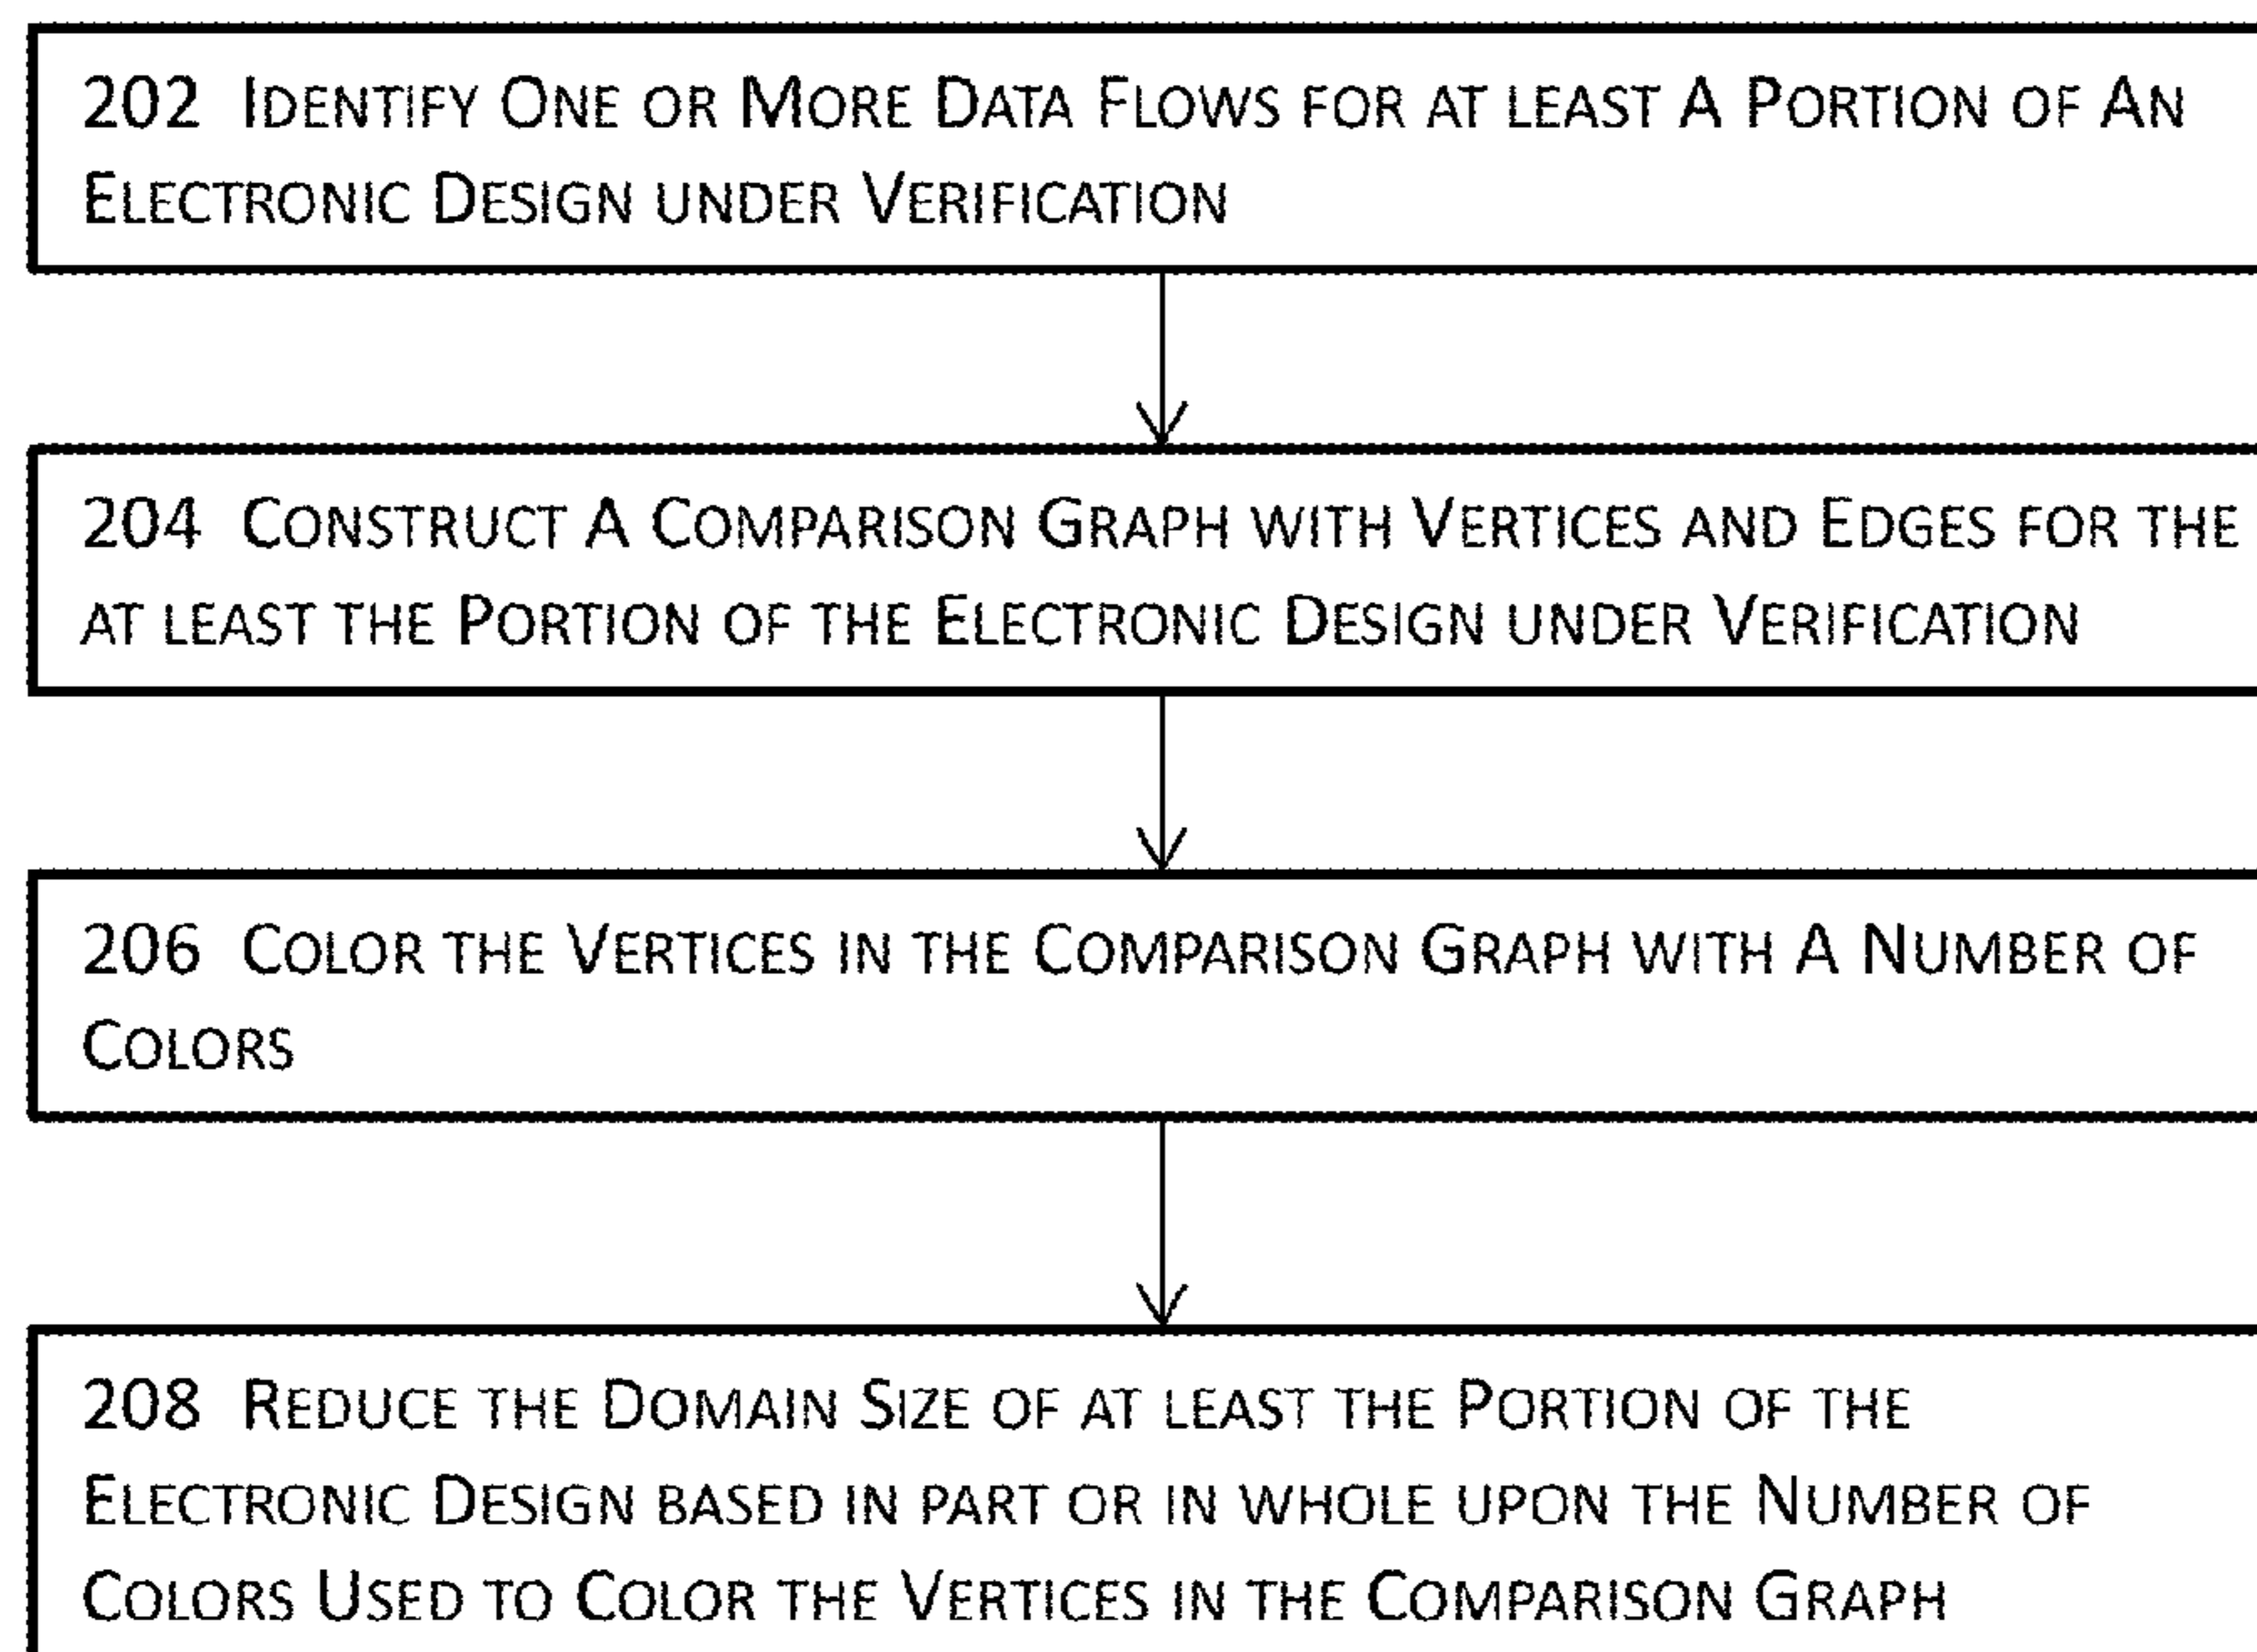 202 Identify One or More Data Flows for at least A Portion of An
Electronic Design under Verification
204 Construct A Comparison Graph with Vertices and Edges for the
at least the Portion of the Electronic Design under Verification
206 Color the Vertices in the Comparison Graph with A Number of
Colors
208 Reduce the Domain Size of at least the Portion of the
Electronic Design based in part or in whole upon the Number of
Colors Used to Color the Vertices in the Comparison Graph